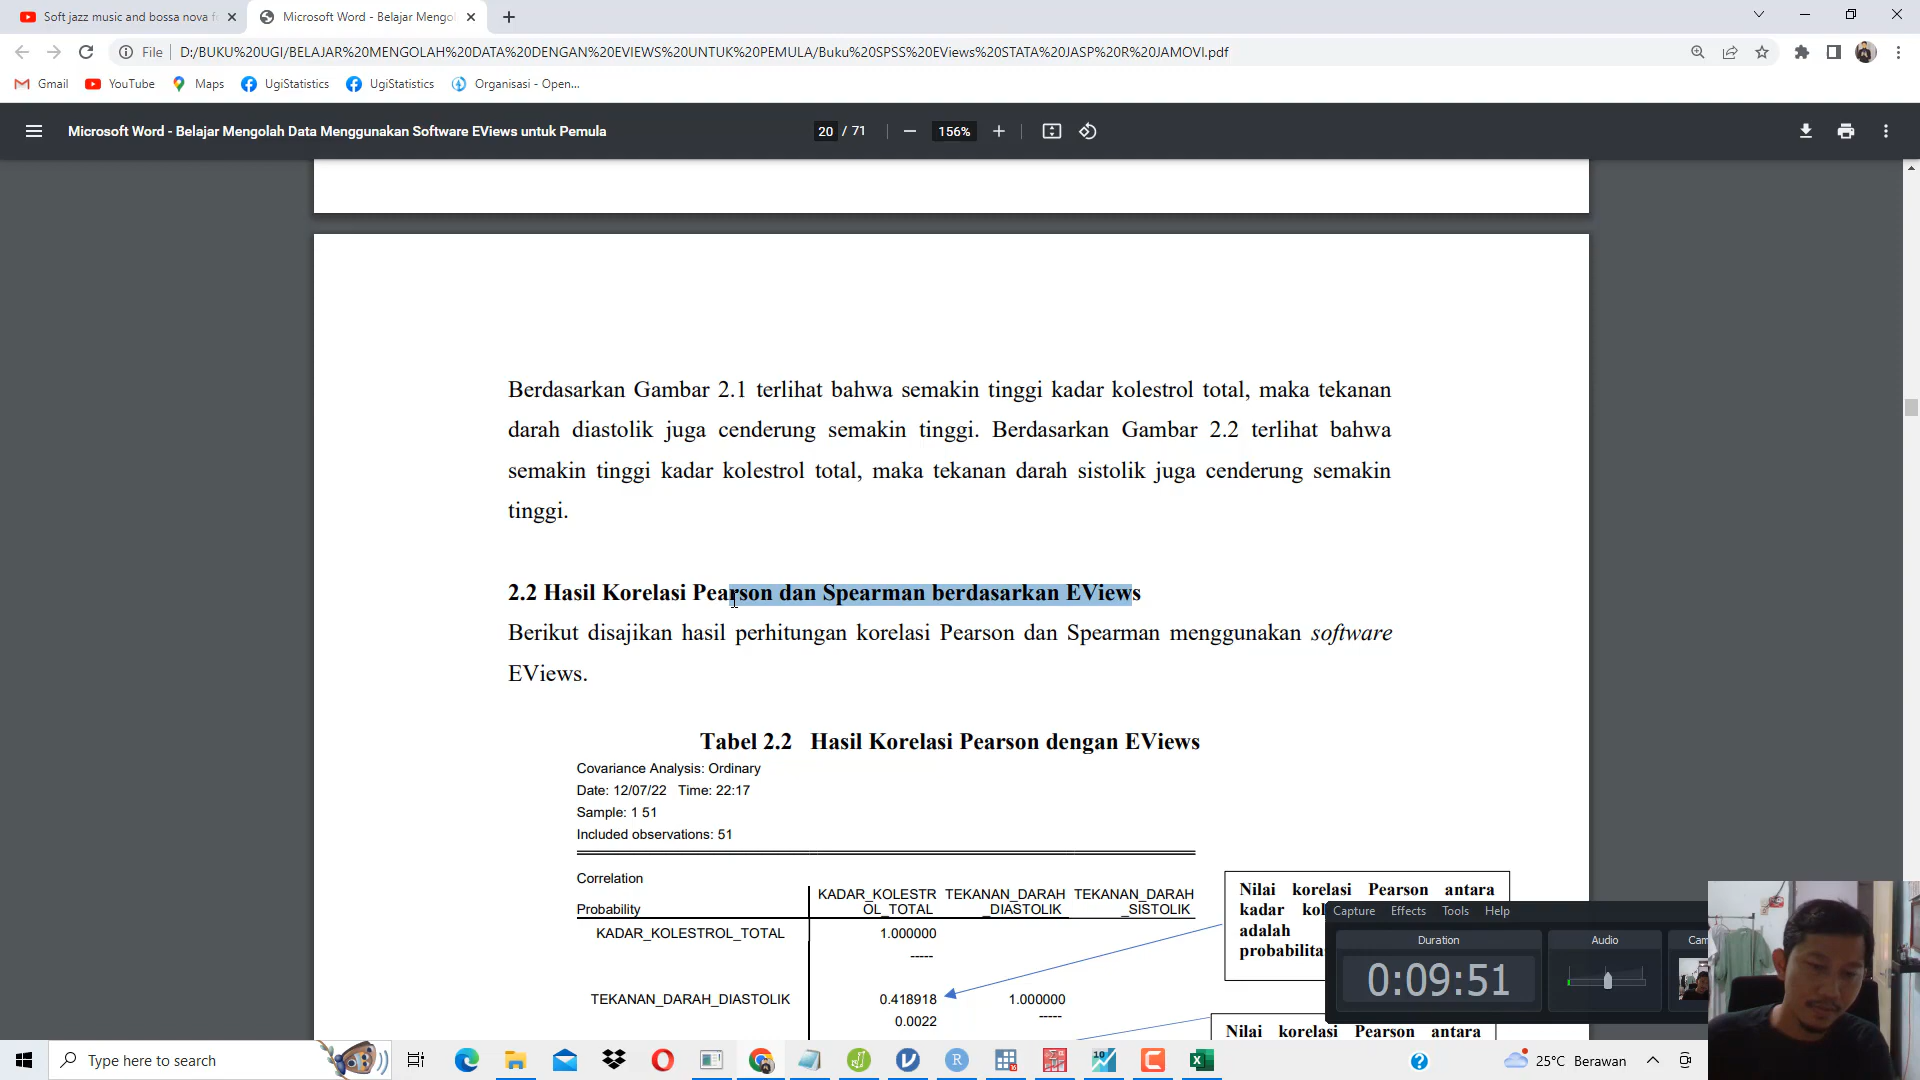 Soft jazz music and bossa nova f
Microsoft Word - Belajar Mengol
File
D:/BUKU%20UGI/BELAJAR%20MENGOLAH%20DATA%20DENGAN%20EVIEWS%20UNTUK%20PEMULA/Buku%20SPSS%20EViews%20STATA%20JASP%20R%20JAMOVI.pdf
Gmail YouTube Maps UgiStatistics UgiStatistics Organisasi - Open...
Microsoft Word - Belajar Mengolah Data Menggunakan Software EViews untuk Pemula
20 / 71
156%
Berdasarkan Gambar 2.1 terlihat bahwa semakin tinggi kadar kolestrol total, maka tekanan
darah diastolik juga cenderung semakin tinggi. Berdasarkan Gambar 2.2 terlihat bahwa
semakin tinggi kadar kolestrol total, maka tekanan darah sistolik juga cenderung semakin
tinggi.
2.2 Hasil Korelasi Pearson dan Spearman berdasarkan EViews
Berikut disajikan hasil perhitungan korelasi Pearson dan Spearman menggunakan software
EViews.
Tabel 2.2 Hasil Korelasi Pearson dengan EViews
Covariance Analysis: Ordinary
Date: 12/07/22 Time: 22:17
Sample: 1 51
Included observations: 51
Correlation
Probability
KADAR_KOLESTR TEKANAN_DARAH TEKANAN_DARAH
OL_TOTAL _DIASTOLIK _SISTOLIK
KADAR_KOLESTROL_TOTAL 1.000000
-----
TEKANAN_DARAH_DIASTOLIK 0.418918 1.000000
0.0022 -----
Nilai korelasi Pearson antara
kadar kol
adalah
probabilita
Nilai korelasi Pearson antara
Capture Effects Tools Help
Duration
0:09:51
Audio
Cam
Type here to search
25°C Berawan